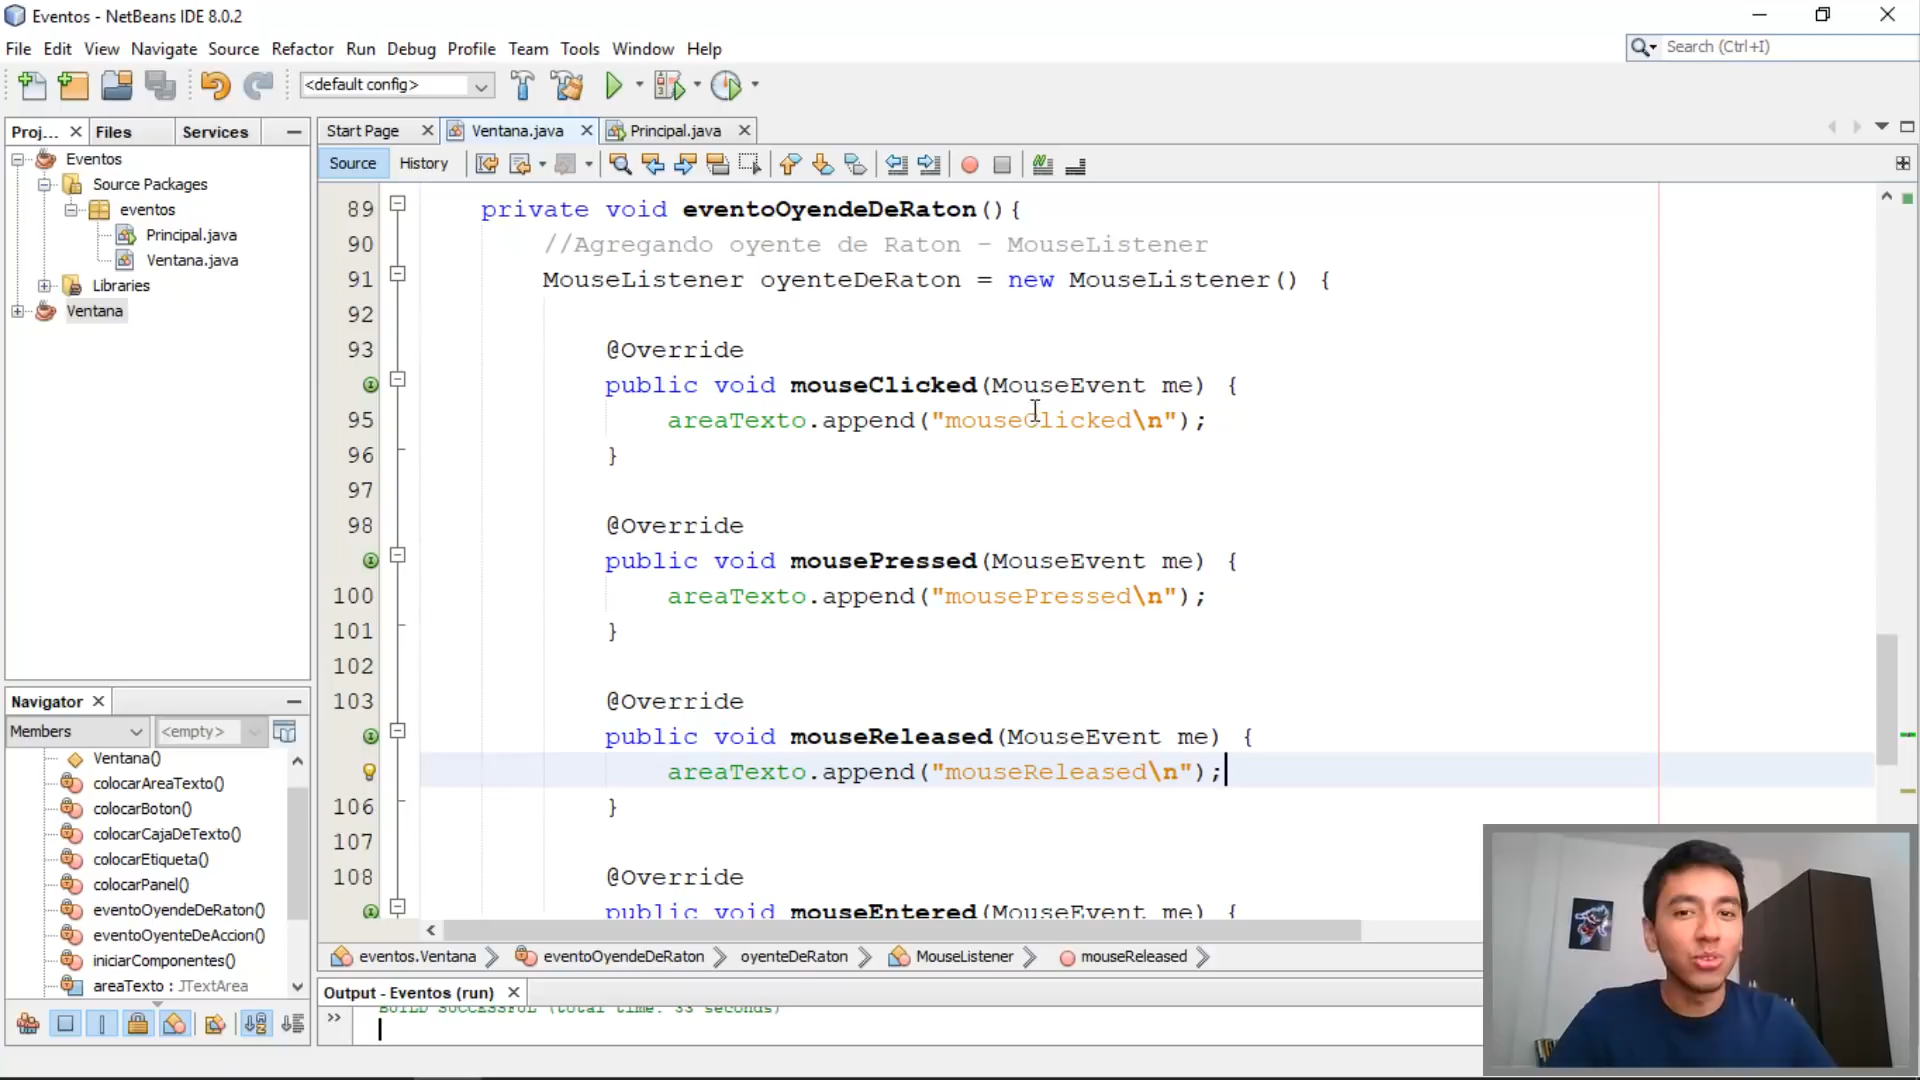 Eventos - NetBeans IDE 8.0.2
File Edit View Navigate Source Refactor Run Debug Profile Team Tools Window Help
Search (Ctrl+I)
<default config>
Proj... Files Services
Start Page Ventana.java Principal.java
Source History
Eventos
Source Packages
eventos
Principal.java
Ventana.java
Libraries
Ventana
89 private void eventoOyendeDeRaton(){
90 //Agregando oyente de Raton - MouseListener
91 MouseListener oyenteDeRaton = new MouseListener() {
92
93 @Override
public void mouseClicked(MouseEvent me) {
95 areaTexto.append("mouseClicked\n");
96 }
97
98 @Override
public void mousePressed(MouseEvent me) {
100 areaTexto.append("mousePressed\n");
101 }
102
103 @Override
public void mouseReleased(MouseEvent me) {
areaTexto.append("mouseReleased\n");
106 }
107
108 @Override
public void mouseEntered(MouseEvent me) {
Navigator
Members <empty>
Ventana()
colocarAreaTexto()
colocarBoton()
colocarCajaDeTexto()
colocarEtiqueta()
colocarPanel()
eventoOyendeDeRaton()
eventoOyenteDeAccion()
iniciarComponentes()
areaTexto : JTextArea
eventos.Ventana eventoOyendeDeRaton oyenteDeRaton MouseListener mouseReleased
Output - Eventos (run)
BUILD SUCCESSFUL (total time: 33 seconds)